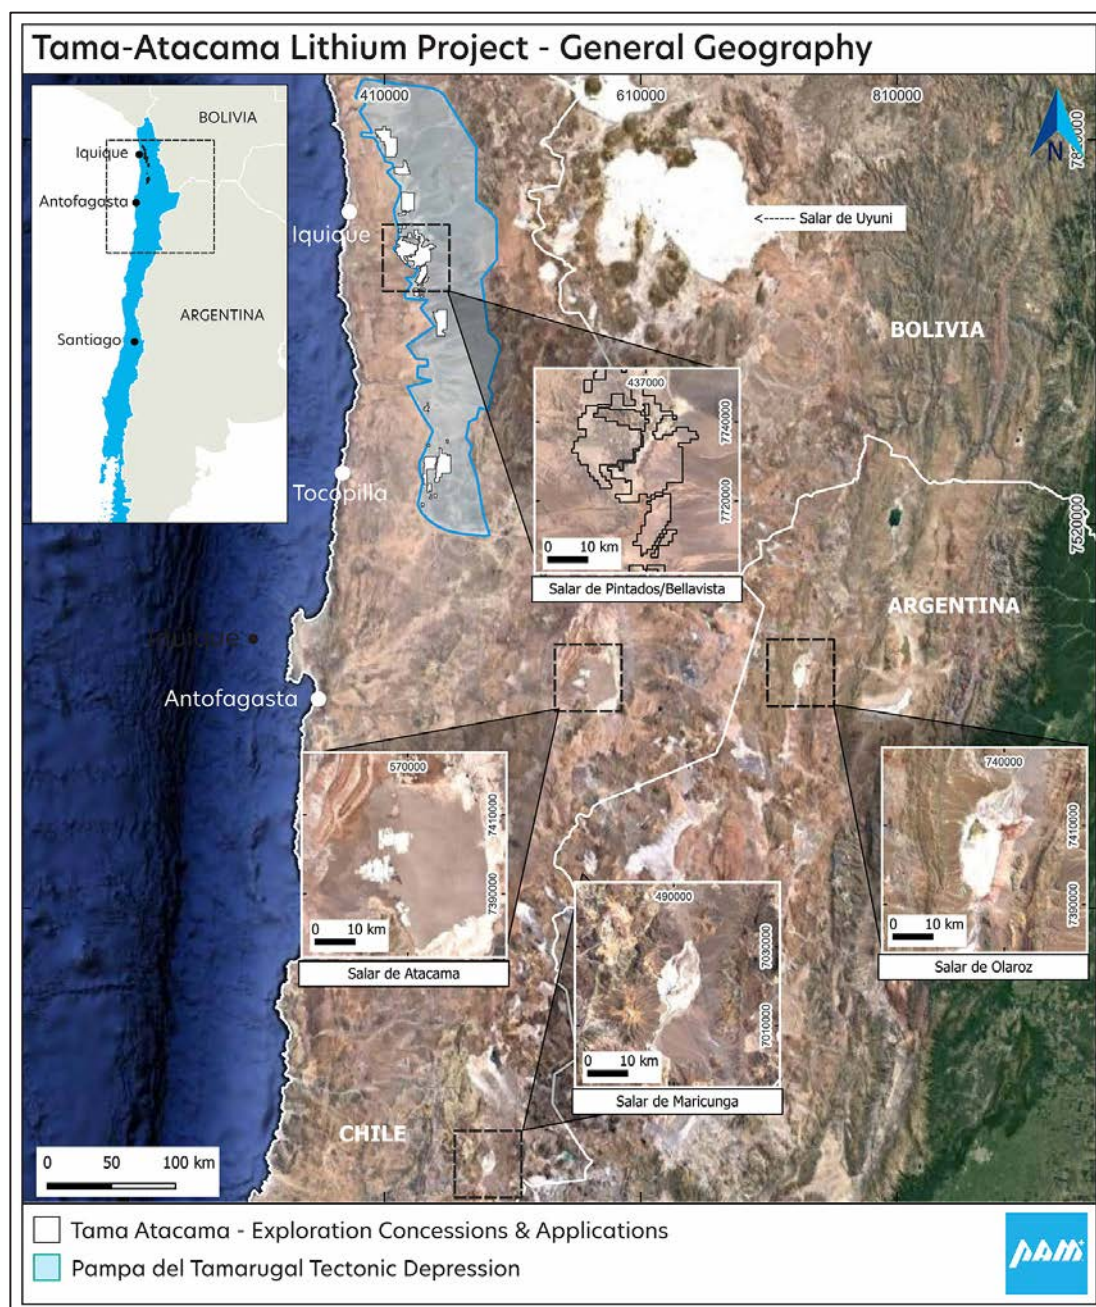 Tama-Atacama Lithium Project - General Geography
410000
610000
810000
BOLIVIA
Iquique
Antofagasta
ARGENTINA
Santiago
N
Iquique
<------ Salar de Uyuni
BOLIVIA
437000
7740000
7720000
0 10 km
Salar de Pintados/Bellavista
Tocopilla
7520000
ARGENTINA
Iquique
Antofagasta
570000
7410000
7390000
0 10 km
Salar de Atacama
740000
7410000
7390000
0 10 km
Salar de Olaroz
490000
7030000
7010000
0 10 km
Salar de Maricunga
CHILE
0 50 100 km
Tama Atacama - Exploration Concessions & Applications
Pampa del Tamarugal Tectonic Depression
PAM